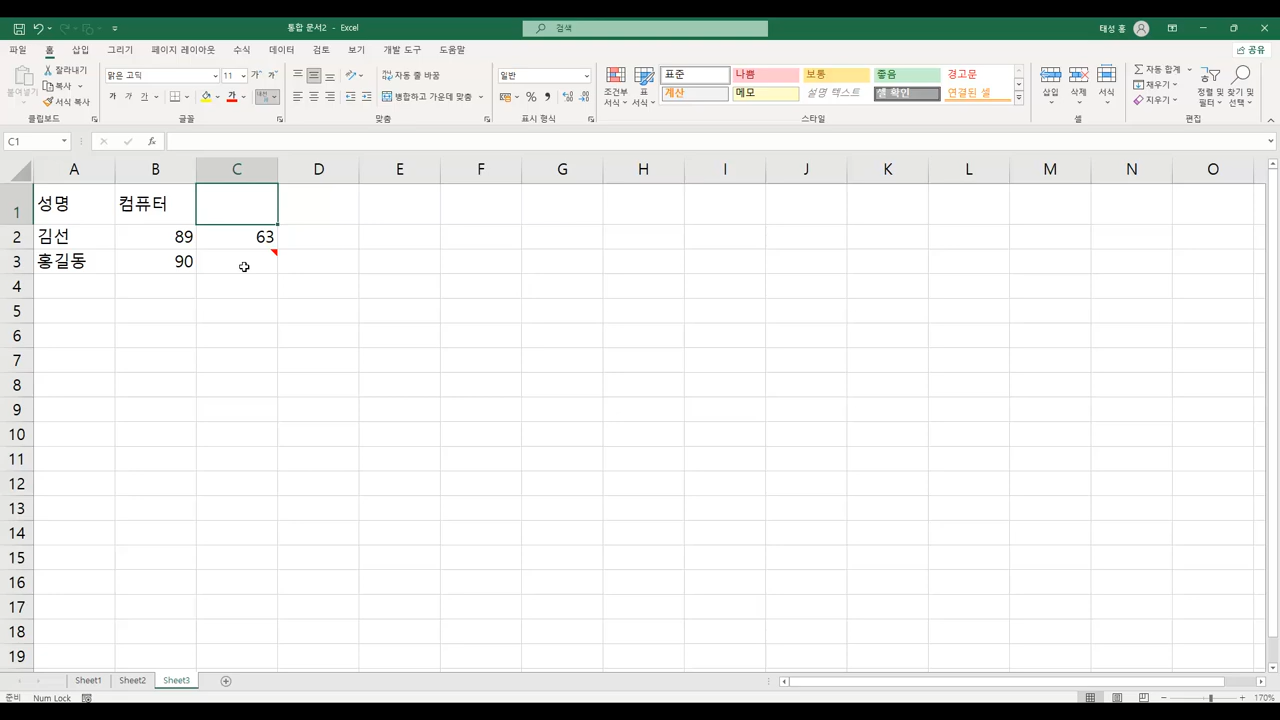 통합 문서2 - Excel
검색
태성 홍
파일 홈 삽입 그리기 페이지 레이아웃 수식 데이터 검토 보기 개발 도구 도움말
공유
붙여넣기
잘라내기
복사
서식 복사
클립보드
맑은 고딕 11
가 가 가 가
글꼴
자동 줄 바꿈
병합하고 가운데 맞춤
맞춤
일반
표시 형식
조건부 서식
표 서식
표준 나쁨 보통 좋음 경고문
계산 메모 설명 텍스트 셀 확인 연결된 셀
스타일
삽입 삭제 서식
셀
자동 합계
채우기
지우기
정렬 및 필터
찾기 및 선택
편집
C1 fx
A B C D E F G H I J K L M N O
1 성명 컴퓨터
2 김선 89 63
3 홍길동 90
4
5
6
7
8
9
10
11
12
13
14
15
16
17
18
19
Sheet1 Sheet2 Sheet3
준비 Num Lock 170%